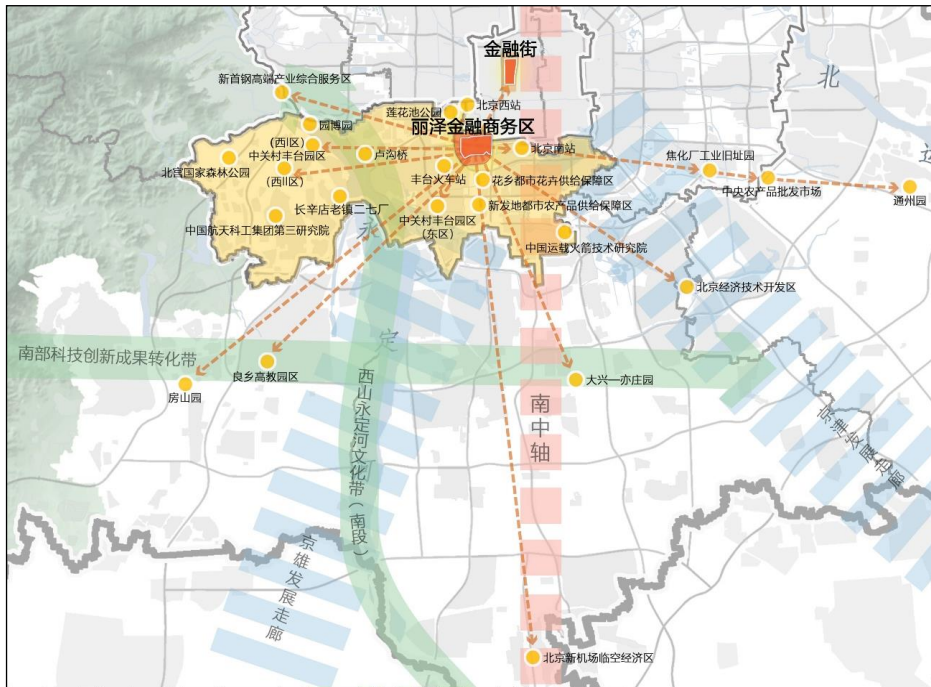 金融街
新首钢高端产业综合服务区
北
北京西站
莲花池公园
丽泽金融商务区
园博园
(西I区)
中关村丰台园区
(西II区)
卢沟桥
北京南站
运
北宫国家森林公园
丰台火车站
花乡都市花卉供给保障区
焦化厂工业旧址园
中央农产品批发市场
通州园
长辛店老镇二七厂
中关村丰台园区
(东区)
新发地都市农产品供给保障区
中国航天科工集团第三研究院
永
中国运载火箭技术研究院
北京经济技术开发区
定
河
南部科技创新成果转化带
良乡高教园区
房山园
大兴—亦庄园
西山永定河文化带(南段)
南中轴
京津发展走廊
京雄发展走廊
北京新机场临空经济区